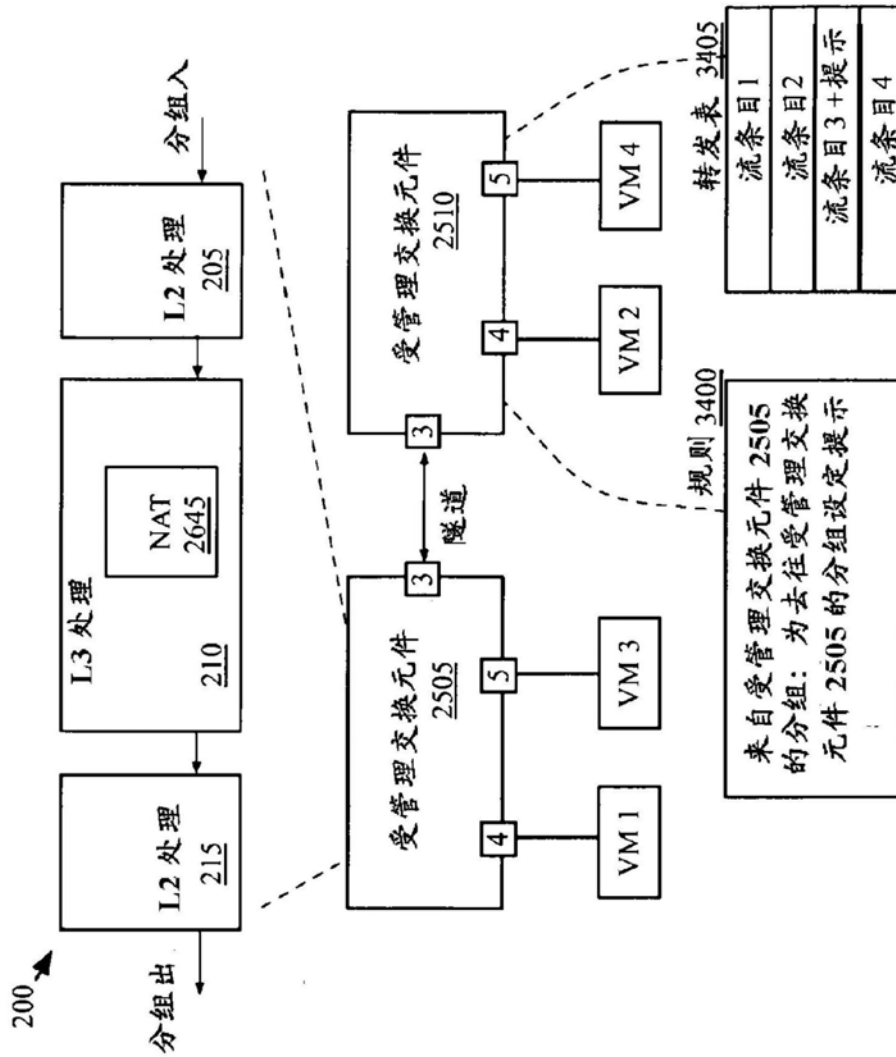 200
分组出
L2 处理
215
L3 处理
210
NAT
2645
L2 处理
205
分组入
受管理交换元件
2505
3
4
5
隧道
受管理交换元件
2510
3
4
5
VM 1
VM 3
VM 2
VM 4
规则 3400
来自受管理交换元件 2505
的分组：为去往受管理交换
元件 2505 的分组设定提示
转发表 3405
流条目1
流条目2
流条目3+提示
流条目4